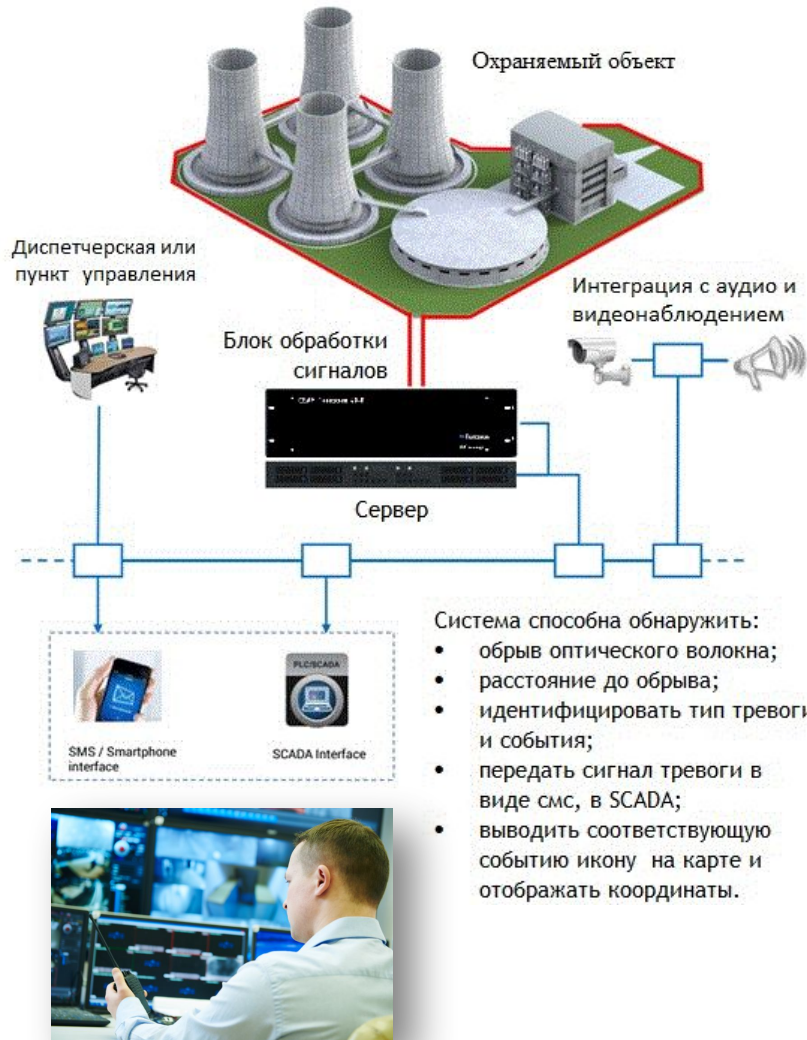 Охраняемый объект
Диспетчерская или
пункт управления
Интеграция с аудио и
видеонаблюдением
Блок обработки
сигналов
Сервер
Система способна обнаружить:
• обрыв оптического волокна;
• расстояние до обрыва;
• идентифицировать тип тревоги
и события;
• передать сигнал тревоги в
виде смс, в SCADA;
• выводить соответствующую
событию икону на карте и
отображать координаты.
PLC/SCADA
SMS / Smartphone
interface
SCADA Interface